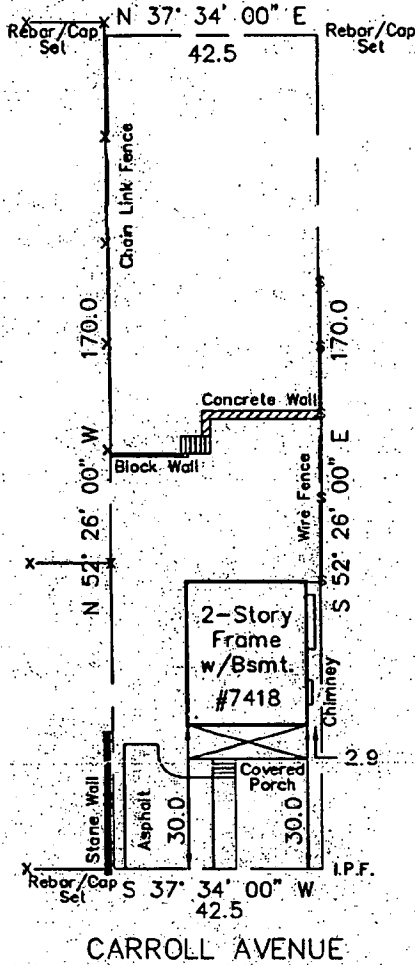 N 37° 34' 00" E
Rebar/Cap
Set
Rebar/Cap
Set
42.5
Chain Link Fence
170.0
170.0
Concrete Wall
Block Wall
N 52° 26' 00" W
Wire Fence
S 52° 26' 00" E
2-Story
Frame
w/Bsmt.
#7418
Chimney
2.9
Covered
Porch
Stone Wall
Asphalt
30.0
30.0
I.P.F.
Rebar/Cap
Set
S 37° 34' 00" W
42.5
CARROLL AVENUE